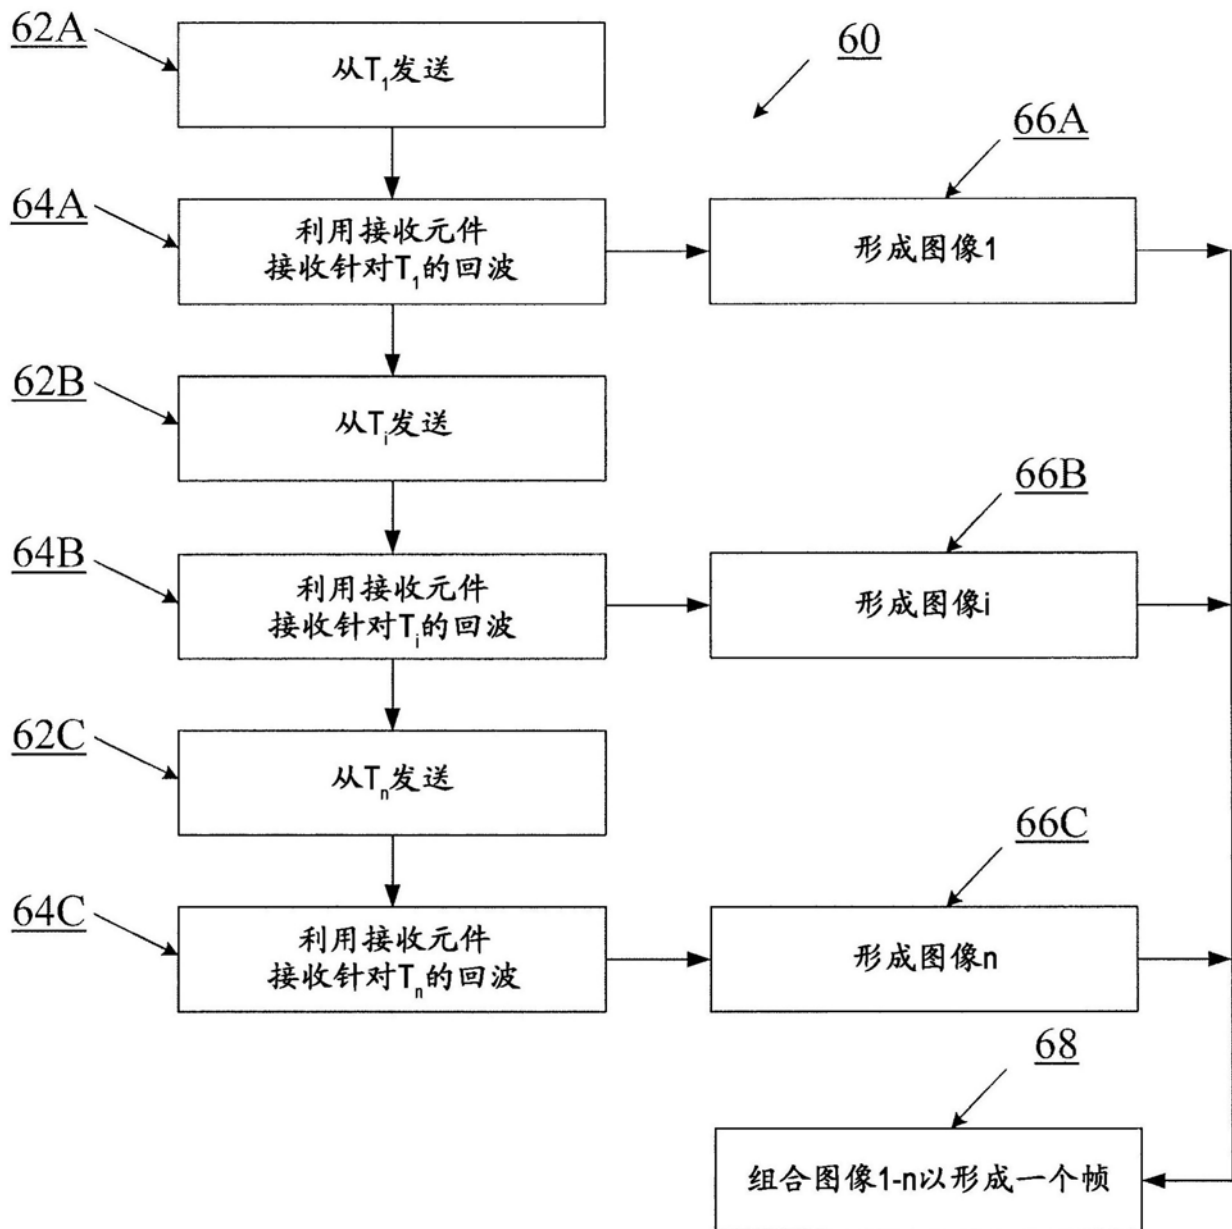 62A
从T₁发送
60
66A
64A
利用接收元件
接收针对T₁的回波
形成图像1
62B
从Tᵢ发送
66B
64B
利用接收元件
接收针对Tᵢ的回波
形成图像i
62C
从Tₙ发送
66C
64C
利用接收元件
接收针对Tₙ的回波
形成图像n
68
组合图像1-n以形成一个帧